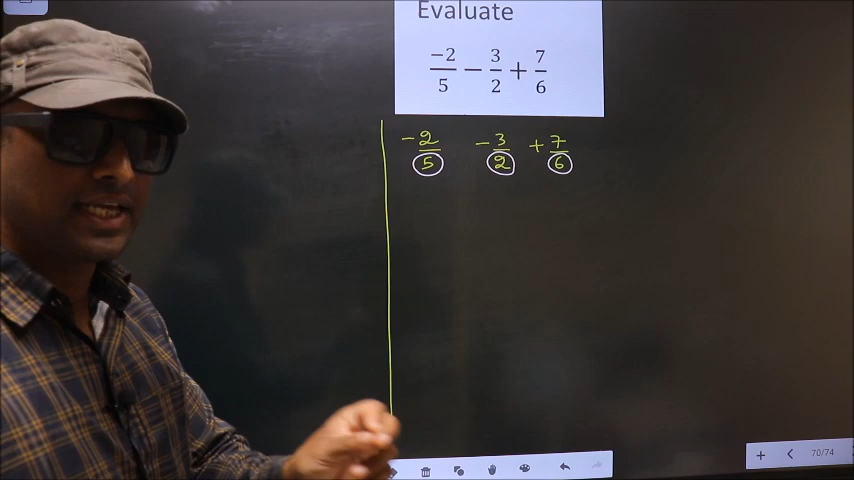 Evaluate
-2/5 - 3/2 + 7/6
-2/5 -3/2 +7/6
+ < 70/74